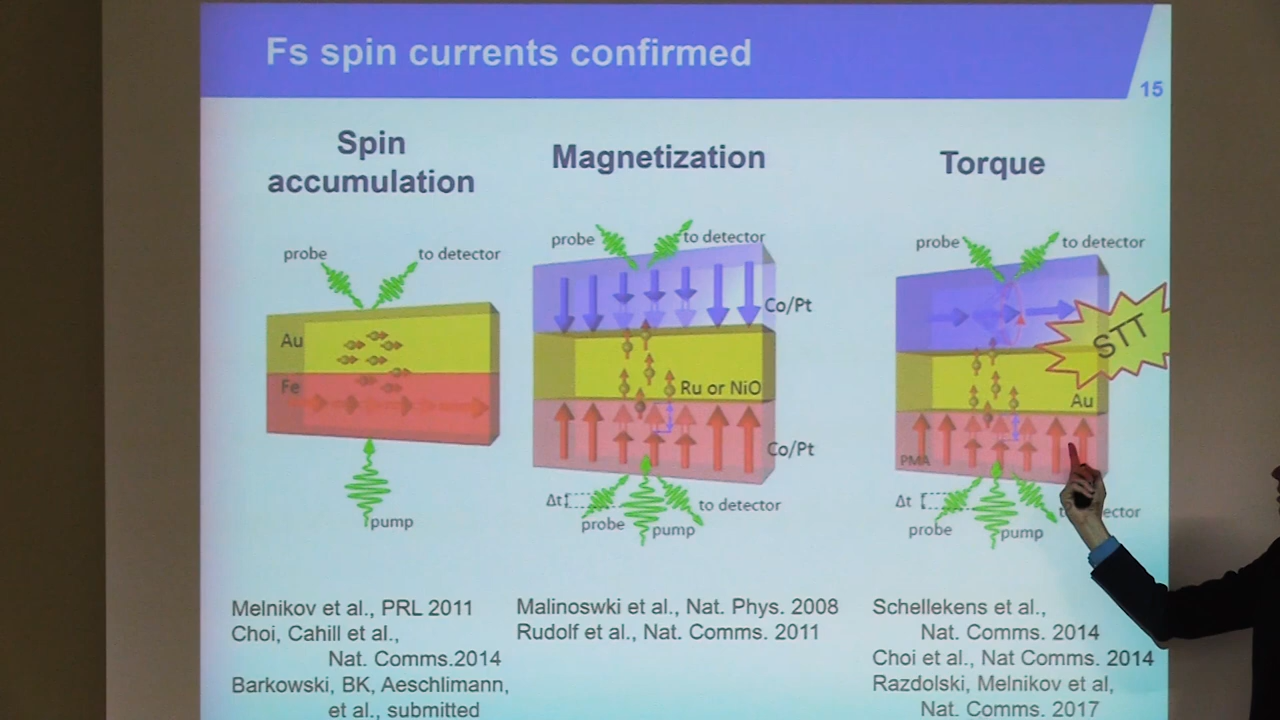 Fs spin currents confirmed
15
Spin
accumulation
probe
to detector
Au
Fe
pump
Melnikov et al., PRL 2011
Choi, Cahill et al.,
Nat. Comms.2014
Barkowski, BK, Aeschlimann,
et al., submitted
Magnetization
probe
to detector
Co/Pt
Ru or NiO
Co/Pt
Δt
to detector
probe
pump
Malinoswki et al., Nat. Phys. 2008
Rudolf et al., Nat. Comms. 2011
Torque
probe
to detector
STT
Au
PMA
Δt
probe
pump
Schellekens et al.,
Nat. Comms. 2014
Choi et al., Nat Comms. 2014
Razdolski, Melnikov et al,
Nat. Comms. 2017